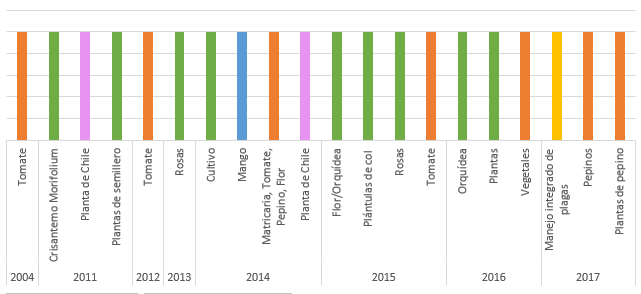 Tomate
Crisantemo Morifolium
Planta de Chile
Plantas de semillero
Tomate
Rosas
Cultivo
Mango
Matricaria, Tomate,
Pepino, Flor
Planta de Chile
Flor/Orquídea
Plántulas de col
Rosas
Tomate
Orquídea
Plantas
Vegetales
Manejo integrado de
plagas
Pepinos
Plantas de pepino
2004
2011
2012
2013
2014
2015
2016
2017